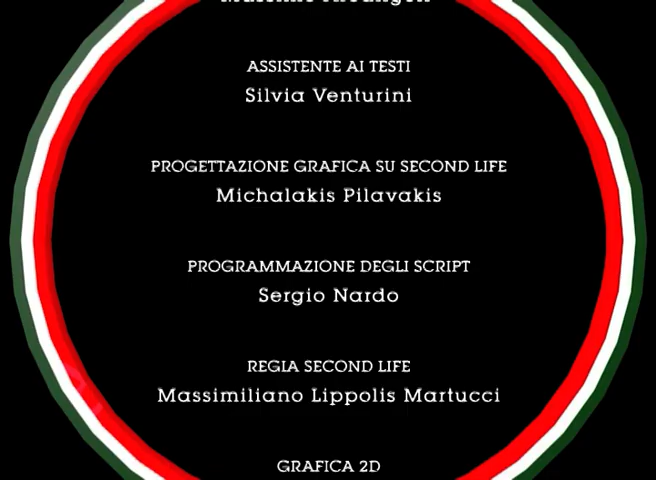 ASSISTENTE AI TESTI
Silvia Venturini
PROGETTAZIONE GRAFICA SU SECOND LIFE
Michalakis Pilavakis
PROGRAMMAZIONE DEGLI SCRIPT
Sergio Nardo
REGIA SECOND LIFE
Massimiliano Lippolis Martucci
GRAFICA 2D